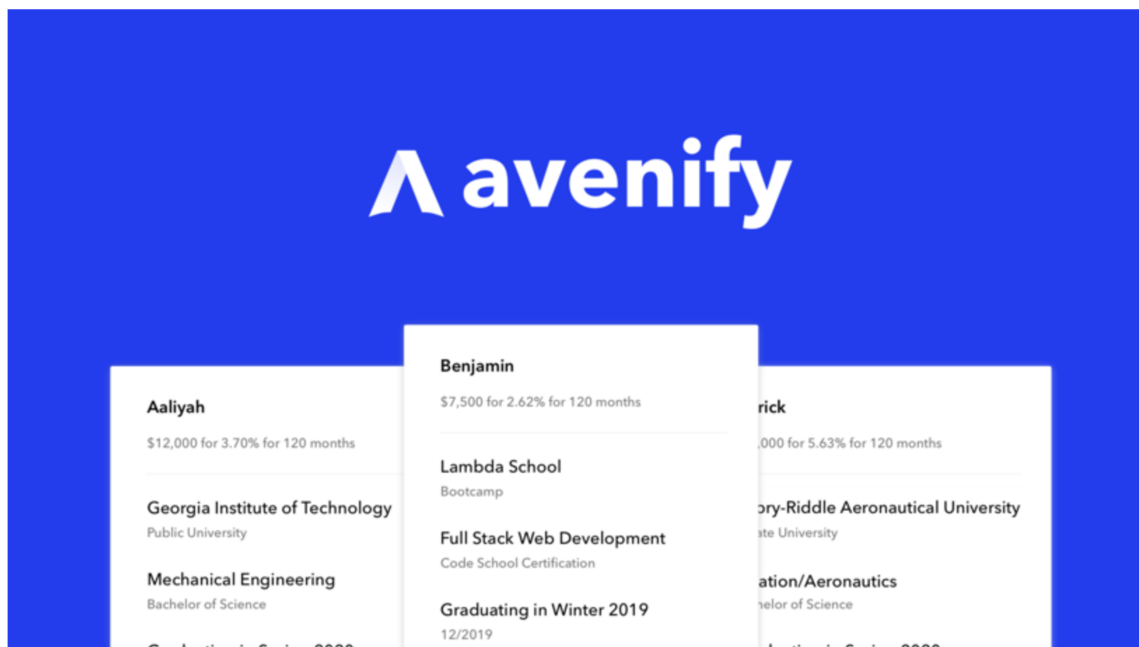 avenify
Aaliyah
$12,000 for 3.70% for 120 months
Georgia Institute of Technology
Public University
Mechanical Engineering
Bachelor of Science
Benjamin
$7,500 for 2.62% for 120 months
Lambda School
Bootcamp
Full Stack Web Development
Code School Certification
Graduating in Winter 2019
12/2019
rick
,000 for 5.63% for 120 months
ory-Riddle Aeronautical University
ate University
ation/Aeronautics
helor of Science